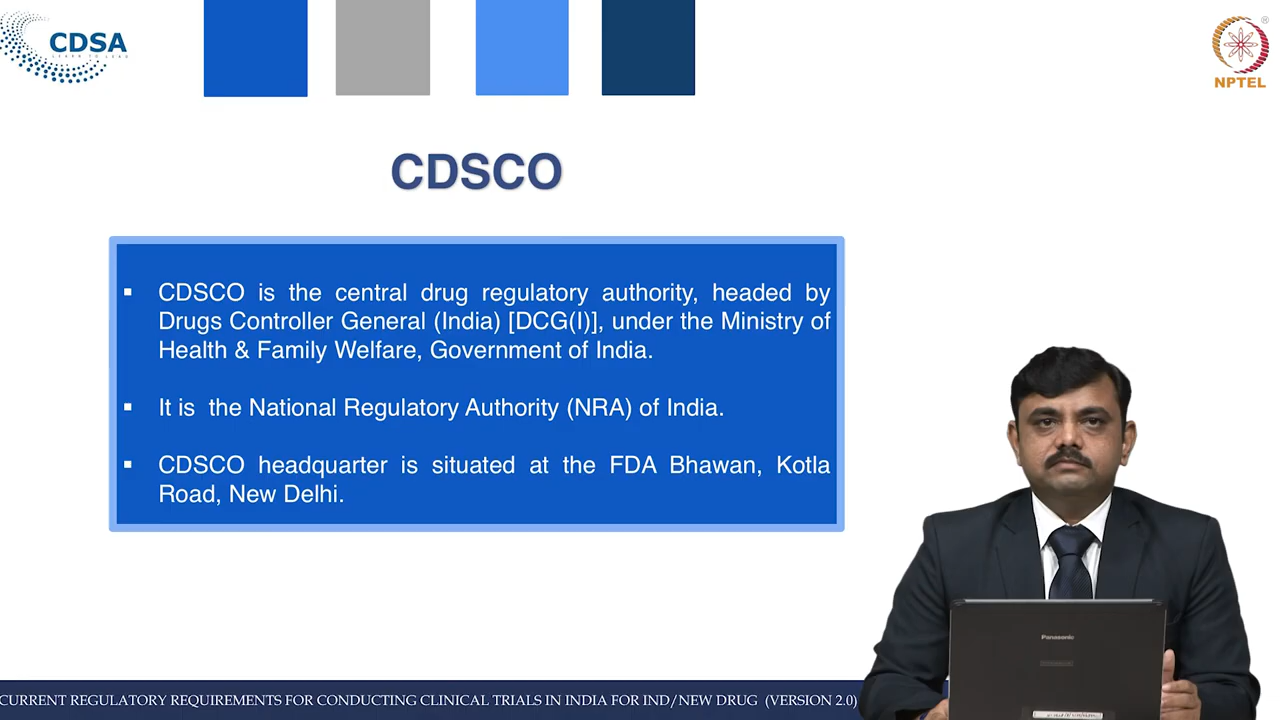 CDSA
LEARN TO LEAD
®
NPTEL
CDSCO
▪ CDSCO is the central drug regulatory authority, headed by
Drugs Controller General (India) [DCG(I)], under the Ministry of
Health & Family Welfare, Government of India.
▪ It is the National Regulatory Authority (NRA) of India.
▪ CDSCO headquarter is situated at the FDA Bhawan, Kotla
Road, New Delhi.
Panasonic
CURRENT REGULATORY REQUIREMENTS FOR CONDUCTING CLINICAL TRIALS IN INDIA FOR IND/NEW DRUG (VERSION 2.0)